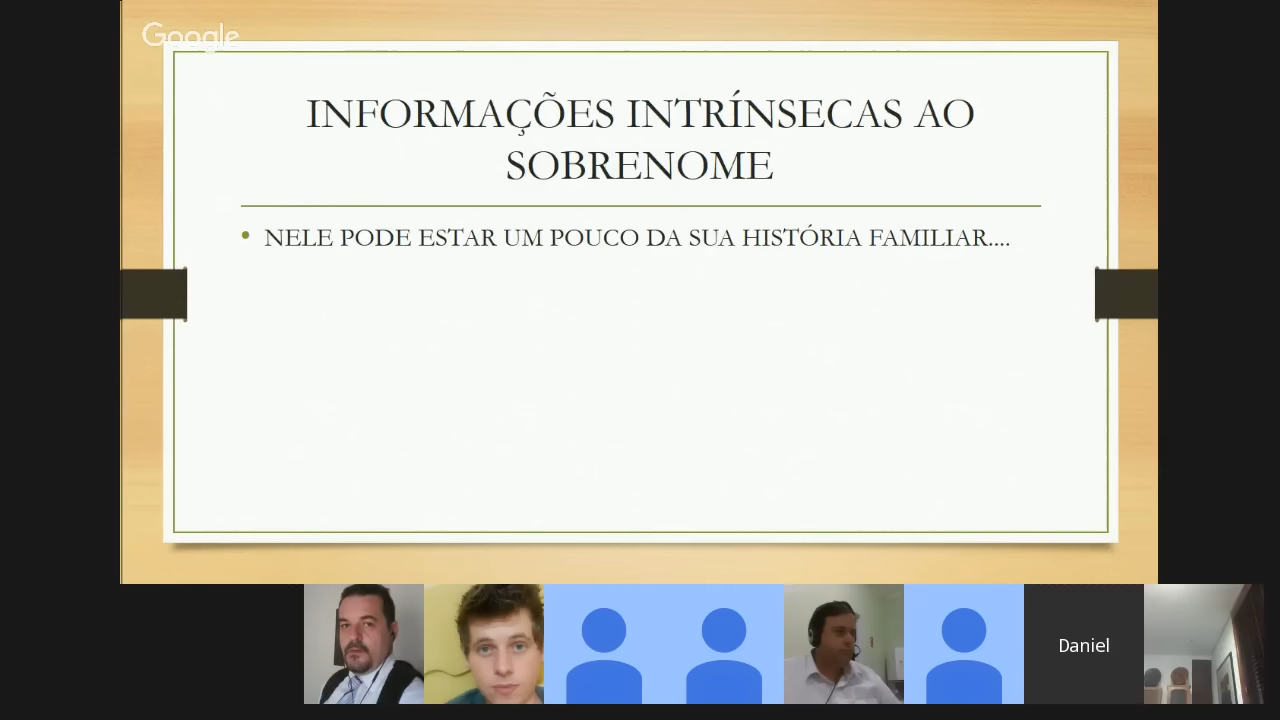 Google
INFORMAÇÕES INTRÍNSECAS AO
SOBRENOME
• NELE PODE ESTAR UM POUCO DA SUA HISTÓRIA FAMILIAR....
Daniel